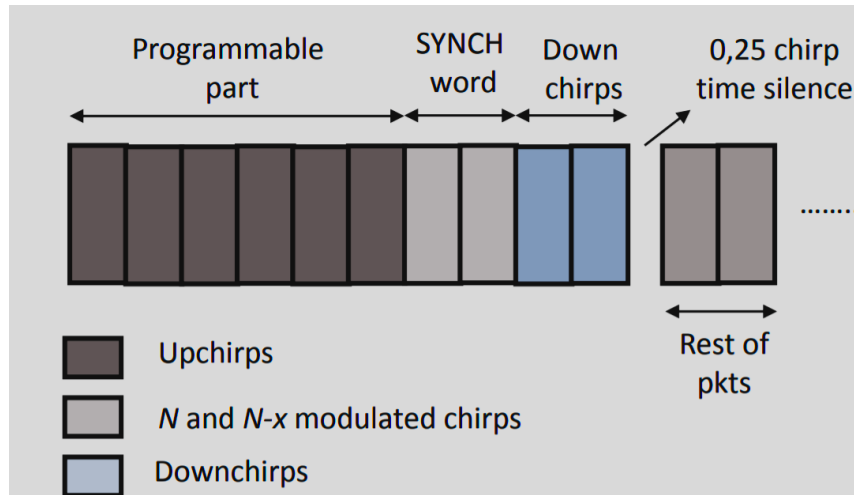 Programmable
part
SYNCH
word
Down
chirps
0,25 chirp
time silence
.......
Rest of
pkts
Upchirps
N and N-x modulated chirps
Downchirps